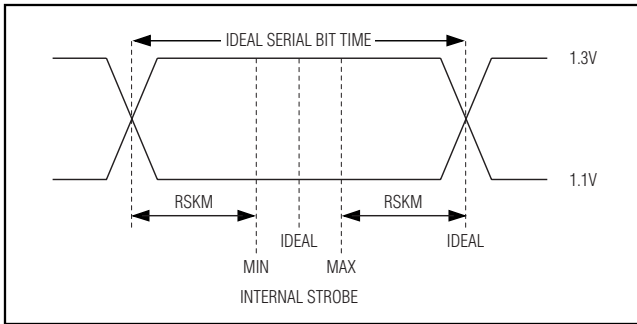 IDEAL SERIAL BIT TIME
1.3V
1.1V
RSKM
RSKM
IDEAL
IDEAL
MIN
MAX
INTERNAL STROBE